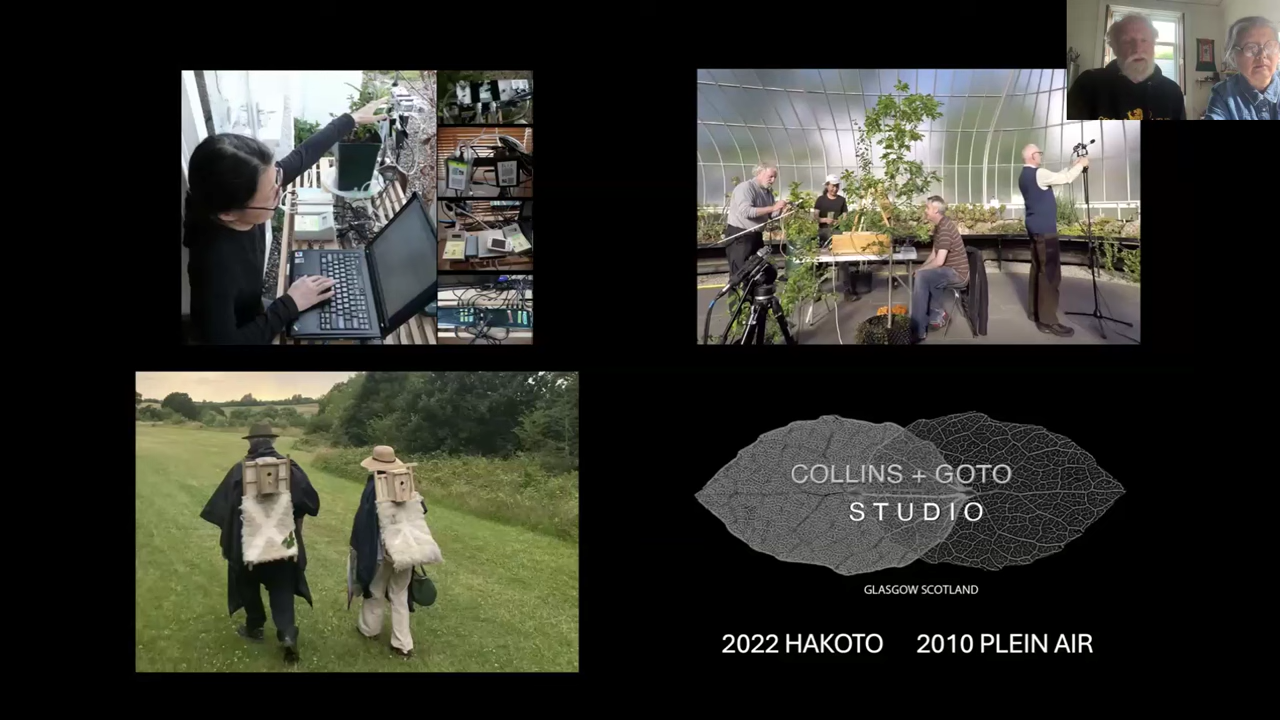 COLLINS + GOTO
STUDIO
GLASGOW SCOTLAND
2022 HAKOTO 2010 PLEIN AIR